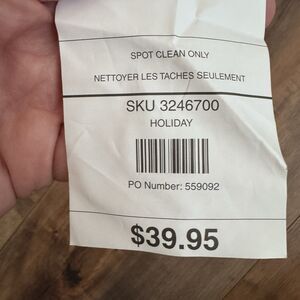 SPOT CLEAN ONLY
NETTOYER LES TACHES SEULEMENT
SKU 3246700
HOLIDAY
PO Number: 559092
$39.95